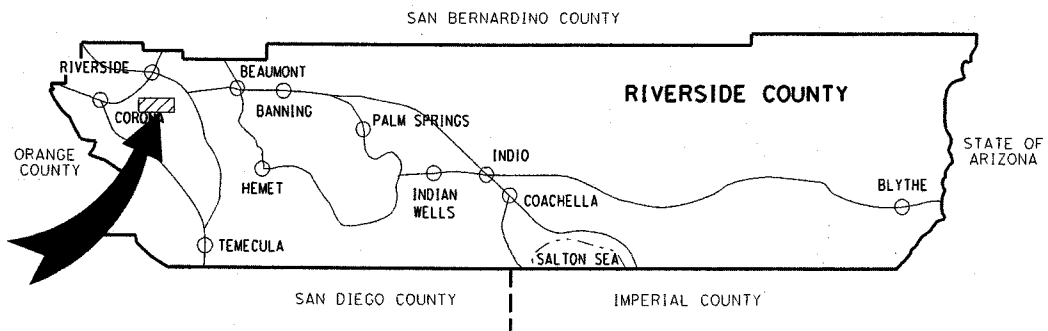 SAN BERNARDINO COUNTY
RIVERSIDE
BEAUMONT
BANNING
RIVERSIDE COUNTY
CORONA
PALM SPRINGS
ORANGE
COUNTY
STATE OF
ARIZONA
HEMET
INDIO
INDIAN
WELLS
COACHELLA
BLYTHE
TEMECULA
SALTON SEA
SAN DIEGO COUNTY
IMPERIAL COUNTY